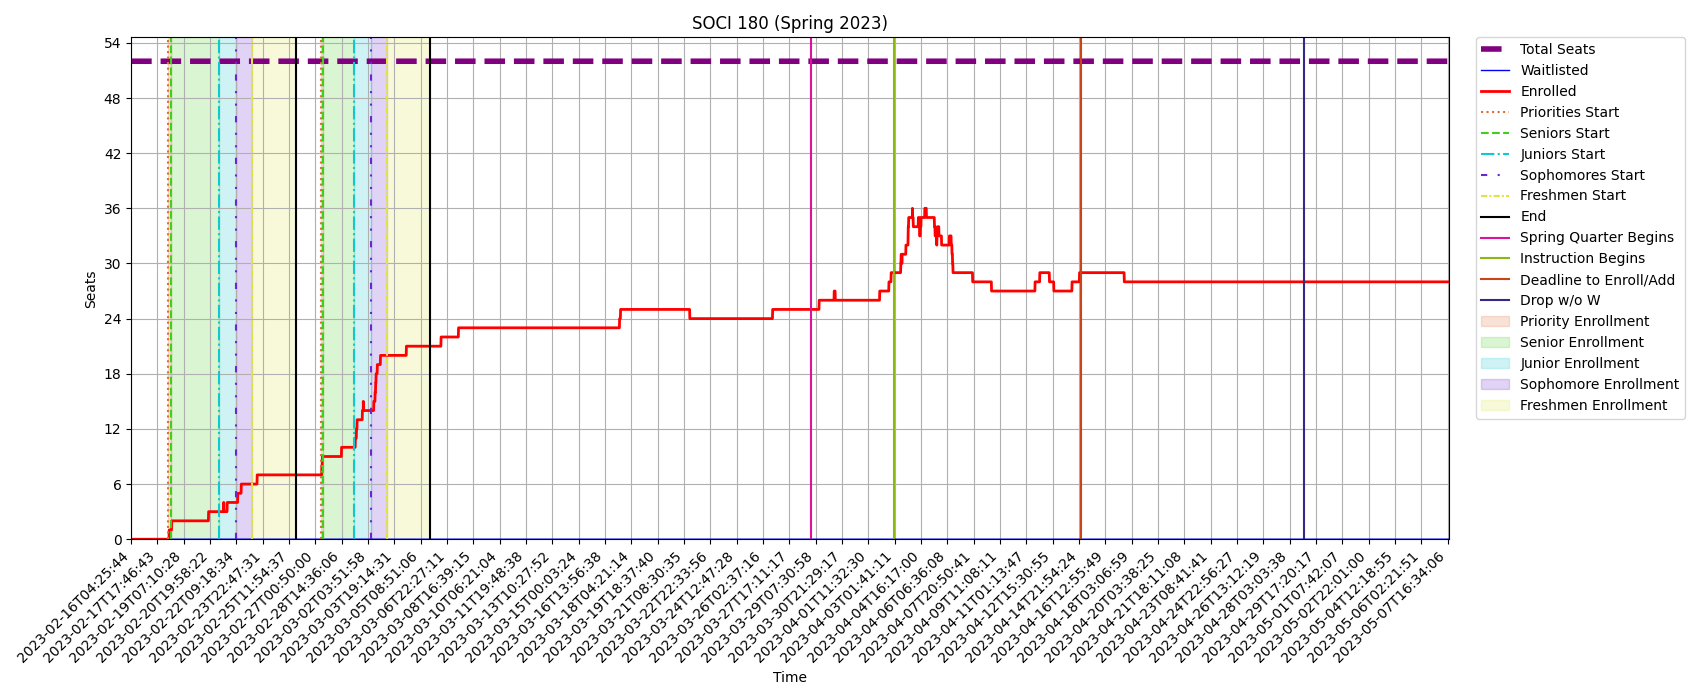 SOCI 180 (Spring 2023)
54
48
42
36
30
24
18
12
6
0
Seats
2023-02-16T04:25:44
2023-02-17T17:46:43
2023-02-19T07:10:28
2023-02-20T19:58:22
2023-02-22T09:18:34
2023-02-23T22:47:31
2023-02-25T11:54:37
2023-02-27T00:50:00
2023-02-28T14:36:06
2023-03-02T03:51:58
2023-03-03T19:14:31
2023-03-05T08:51:06
2023-03-06T22:27:11
2023-03-08T16:39:15
2023-03-10T06:21:04
2023-03-11T19:48:38
2023-03-13T10:27:52
2023-03-15T00:03:24
2023-03-16T13:56:38
2023-03-18T04:21:14
2023-03-19T18:37:40
2023-03-21T08:30:35
2023-03-22T22:33:56
2023-03-24T12:47:28
2023-03-26T02:37:16
2023-03-27T17:11:17
2023-03-29T07:30:58
2023-03-30T21:29:17
2023-04-01T11:32:30
2023-04-03T01:41:11
2023-04-04T16:17:00
2023-04-06T06:36:08
2023-04-07T20:50:41
2023-04-09T11:08:11
2023-04-11T01:13:47
2023-04-12T15:30:55
2023-04-14T21:54:24
2023-04-16T12:55:49
2023-04-18T03:06:59
2023-04-20T03:38:25
2023-04-21T18:11:08
2023-04-23T08:41:41
2023-04-24T22:56:27
2023-04-26T13:12:19
2023-04-28T03:03:38
2023-04-29T17:20:17
2023-05-01T07:42:07
2023-05-02T22:01:00
2023-05-04T12:18:55
2023-05-06T02:21:51
2023-05-07T16:34:06
Time
Total Seats
Waitlisted
Enrolled
Priorities Start
Seniors Start
Juniors Start
Sophomores Start
Freshmen Start
End
Spring Quarter Begins
Instruction Begins
Deadline to Enroll/Add
Drop w/o W
Priority Enrollment
Senior Enrollment
Junior Enrollment
Sophomore Enrollment
Freshmen Enrollment